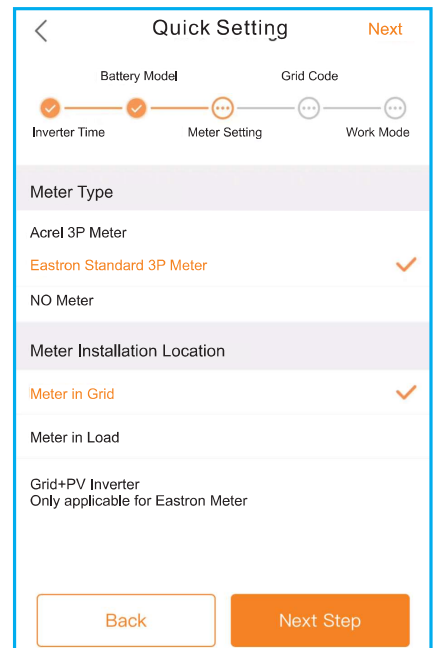 Quick Setting
Next
Battery Model
Grid Code
Inverter Time
Meter Setting
Work Mode
Meter Type
Acrel 3P Meter
Eastron Standard 3P Meter
NO Meter
Meter Installation Location
Meter in Grid
Meter in Load
Grid+PV Inverter
Only applicable for Eastron Meter
Back
Next Step